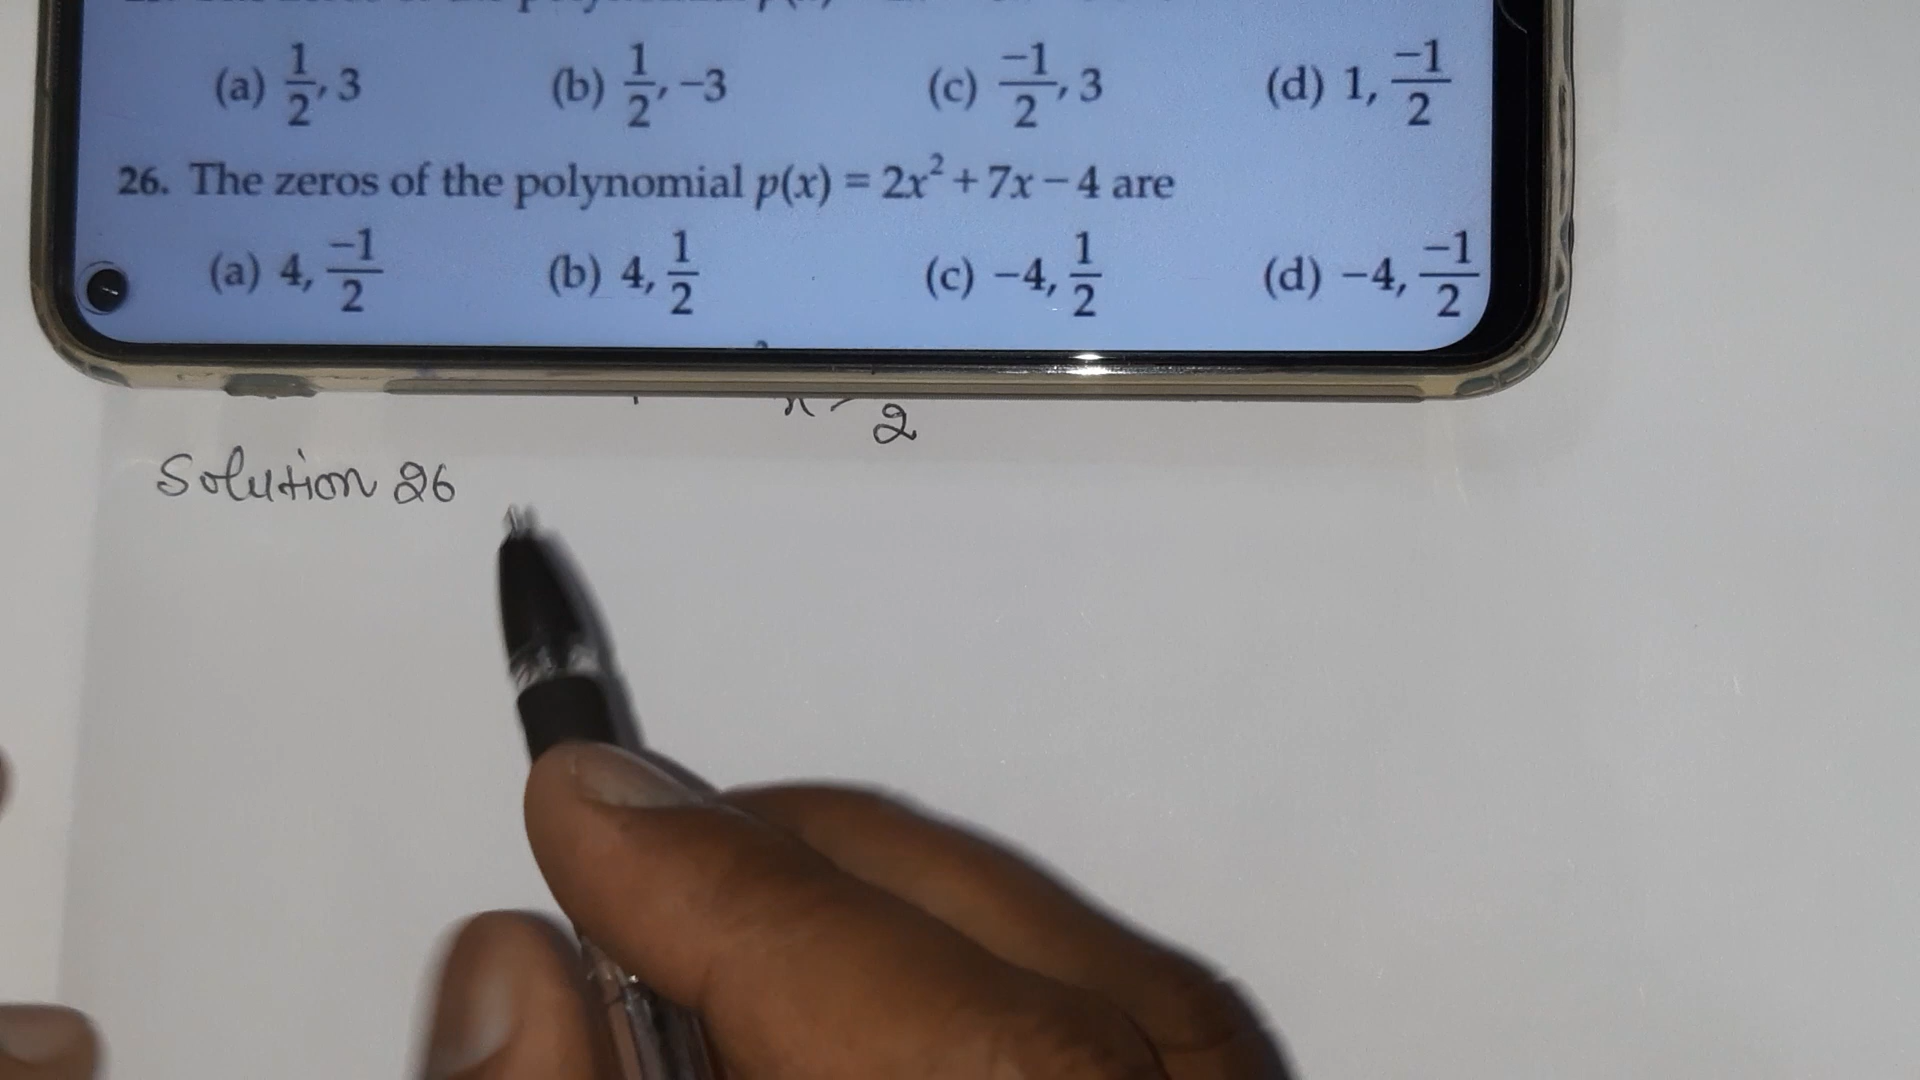 (a) 1/2, 3 (b) 1/2, -3 (c) -1/2, 3 (d) 1, -1/2
26. The zeros of the polynomial p(x) = 2x² + 7x - 4 are
(a) 4, -1/2 (b) 4, 1/2 (c) -4, 1/2 (d) -4, -1/2
2
Solution 26